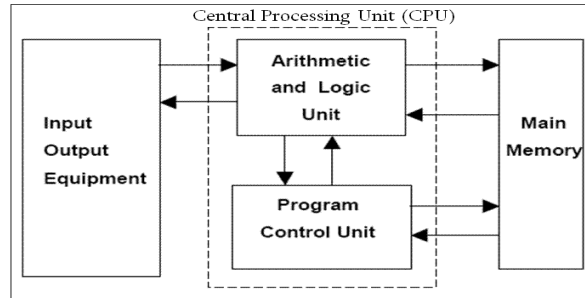 Central Processing Unit (CPU)
Input
Output
Equipment
Arithmetic
and Logic
Unit
Program
Control Unit
Main
Memory